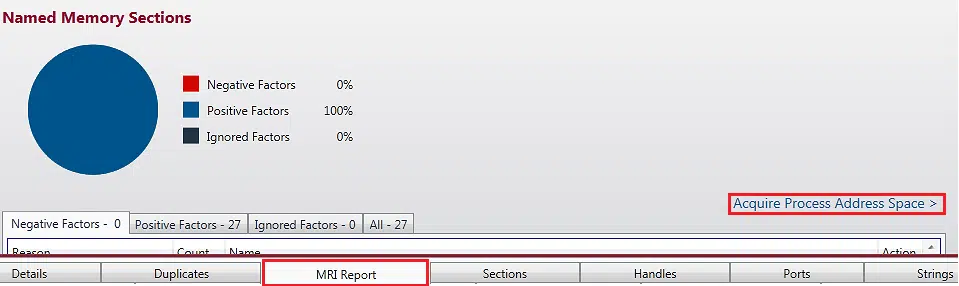 Named Memory Sections
Negative Factors 0%
Positive Factors 100%
Ignored Factors 0%
Acquire Process Address Space >
Negative Factors - 0 Positive Factors - 27 Ignored Factors - 0 All - 27
Reason Count Name Action
Details Duplicates MRI Report Sections Handles Ports Strings